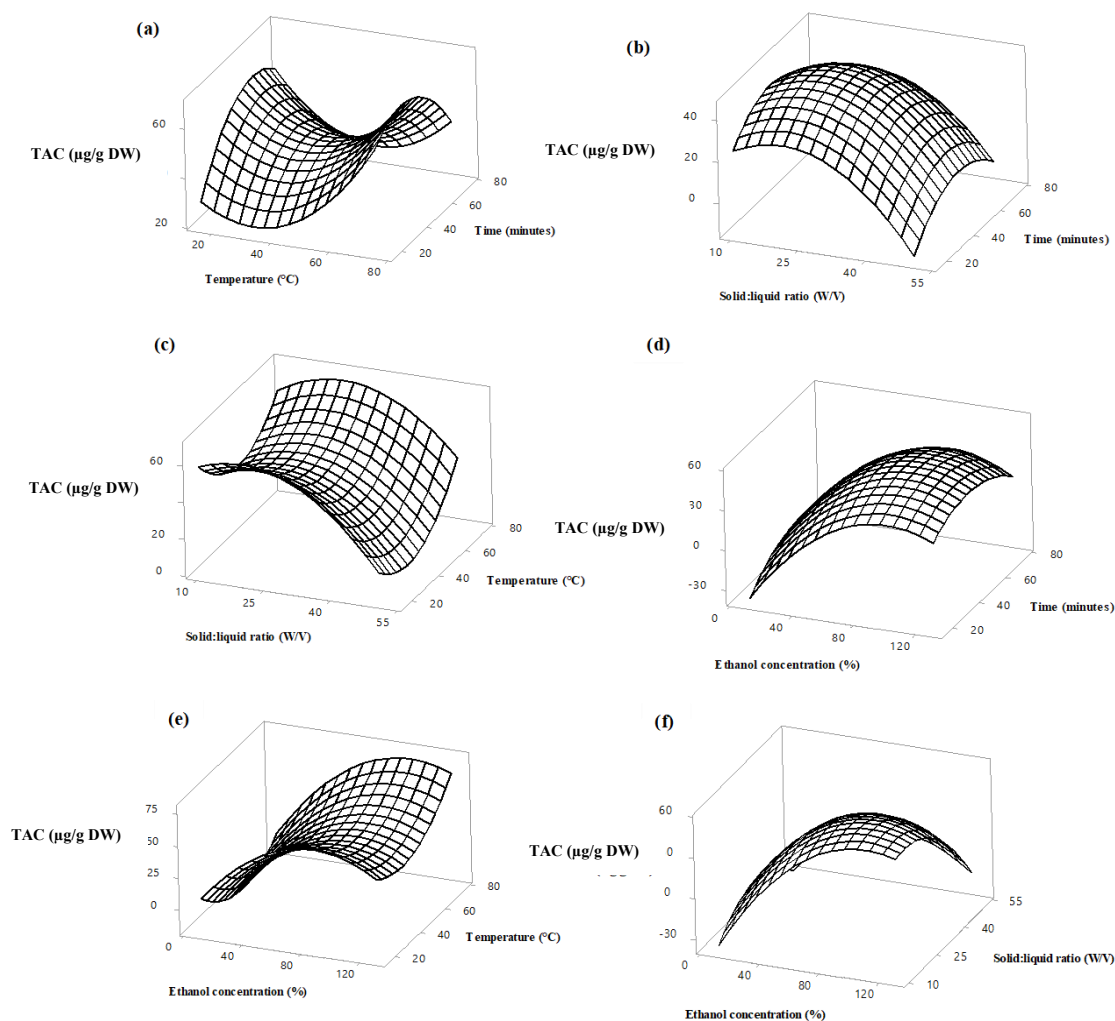 (a)
60
TAC (µg/g DW)
20
20
40
60
80
Temperature (°C)
20
40
60
80
Time (minutes)
(b)
40
TAC (µg/g DW)
20
0
10
25
40
55
Solid:liquid ratio (W/V)
20
40
60
80
Time (minutes)
(c)
60
TAC (µg/g DW)
20
0
10
25
40
55
Solid:liquid ratio (W/V)
20
40
60
80
Temperature (°C)
(d)
60
30
TAC (µg/g DW)
0
-30
0
40
80
120
Ethanol concentration (%)
20
40
60
80
Time (minutes)
(e)
75
TAC (µg/g DW)
50
25
0
0
40
80
120
Ethanol concentration (%)
20
40
60
80
Temperature (°C)
(f)
60
TAC (µg/g DW)
0
0
-30
0
40
80
120
Ethanol concentration (%)
10
25
40
55
Solid:liquid ratio (W/V)